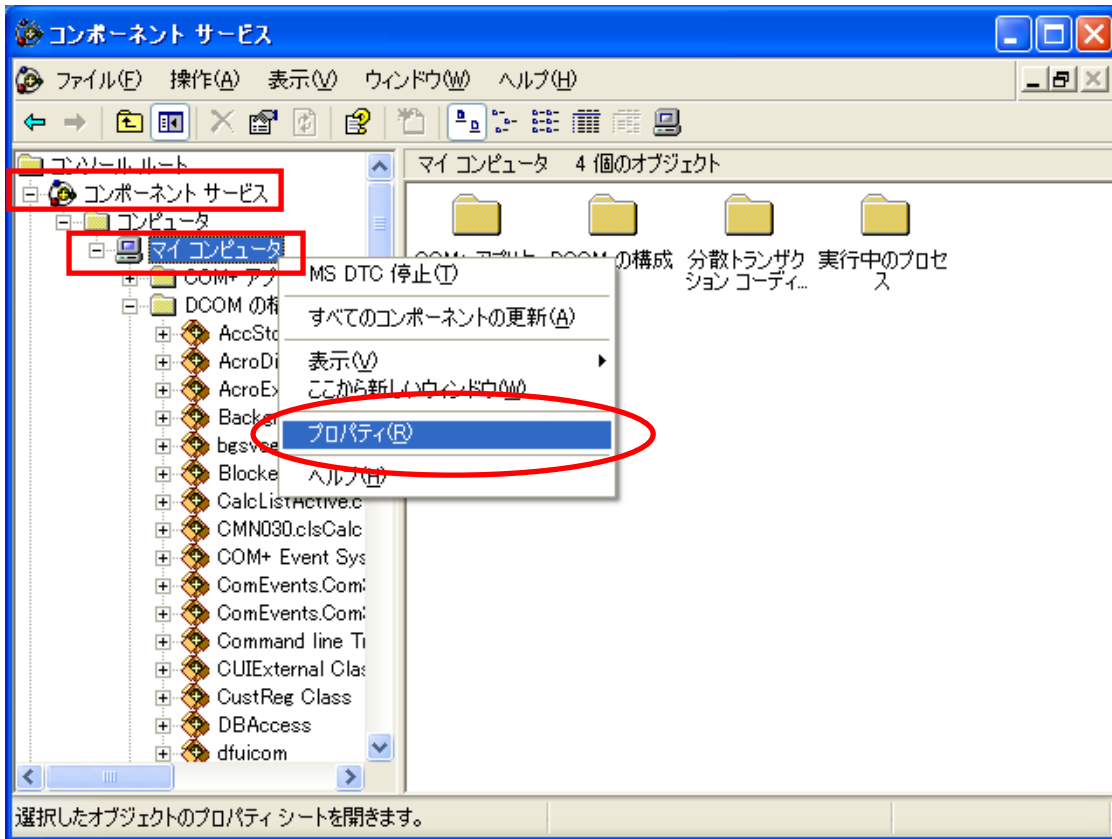 コンポーネント サービス
ファイル(F) 操作(A) 表示(V) ウィンドウ(W) ヘルプ(H)
コンソール ルート
コンポーネント サービス
コンピュータ
マイ コンピュータ
COM+ アプ
DCOM の
AccSto
AcroDi
AcroEx
Backgr
bgsvse
Blocke
CalcListActive.c
CMN030.clsCalc
COM+ Event Sys
ComEvents.Com
ComEvents.Com
Command line Ti
CUIExternal Clas
CustReg Class
DBAccess
dfuicom
マイ コンピュータ 4 個のオブジェクト
COM+ アプリケ
DCOM の構成
分散トランザク
ション コーディ...
実行中のプロセ
ス
MS DTC 停止(T)
すべてのコンポーネントの更新(A)
表示(V)
ここから新しいウィンドウ(W)
プロパティ(R)
ヘルプ(H)
選択したオブジェクトのプロパティ シートを開きます。